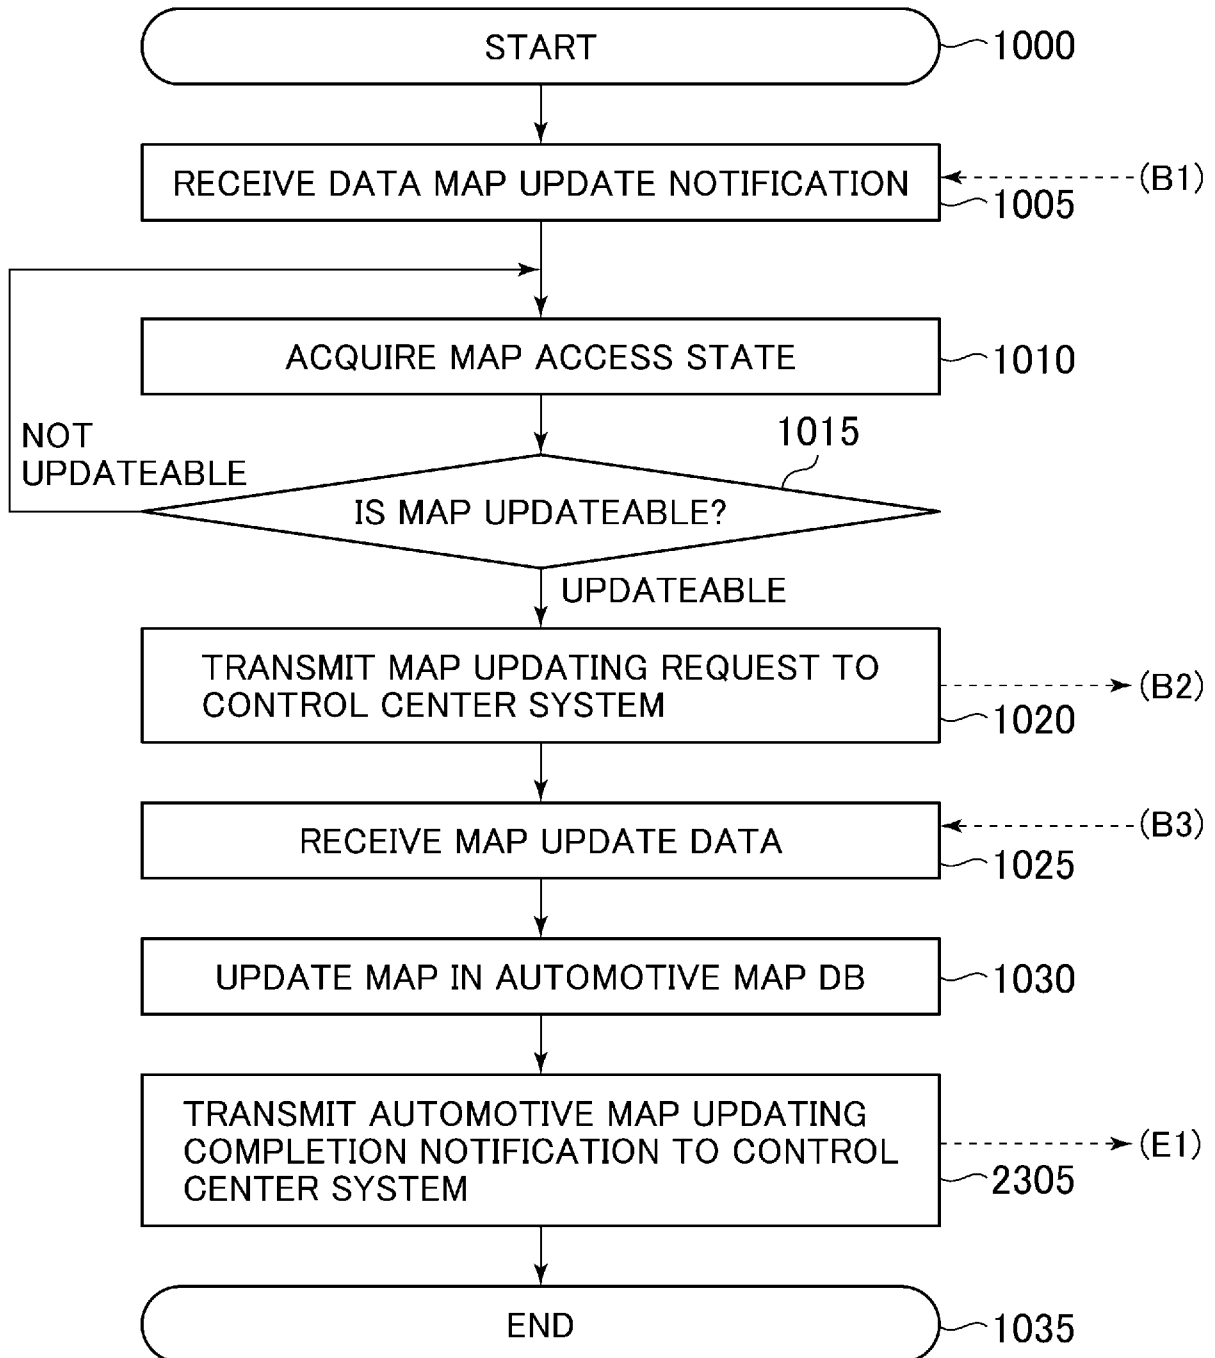 START
1000
RECEIVE DATA MAP UPDATE NOTIFICATION
(B1)
1005
ACQUIRE MAP ACCESS STATE
1010
NOT
UPDATEABLE
1015
IS MAP UPDATEABLE?
UPDATEABLE
TRANSMIT MAP UPDATING REQUEST TO
CONTROL CENTER SYSTEM
(B2)
1020
RECEIVE MAP UPDATE DATA
(B3)
1025
UPDATE MAP IN AUTOMOTIVE MAP DB
1030
TRANSMIT AUTOMOTIVE MAP UPDATING
COMPLETION NOTIFICATION TO CONTROL
CENTER SYSTEM
(E1)
2305
END
1035